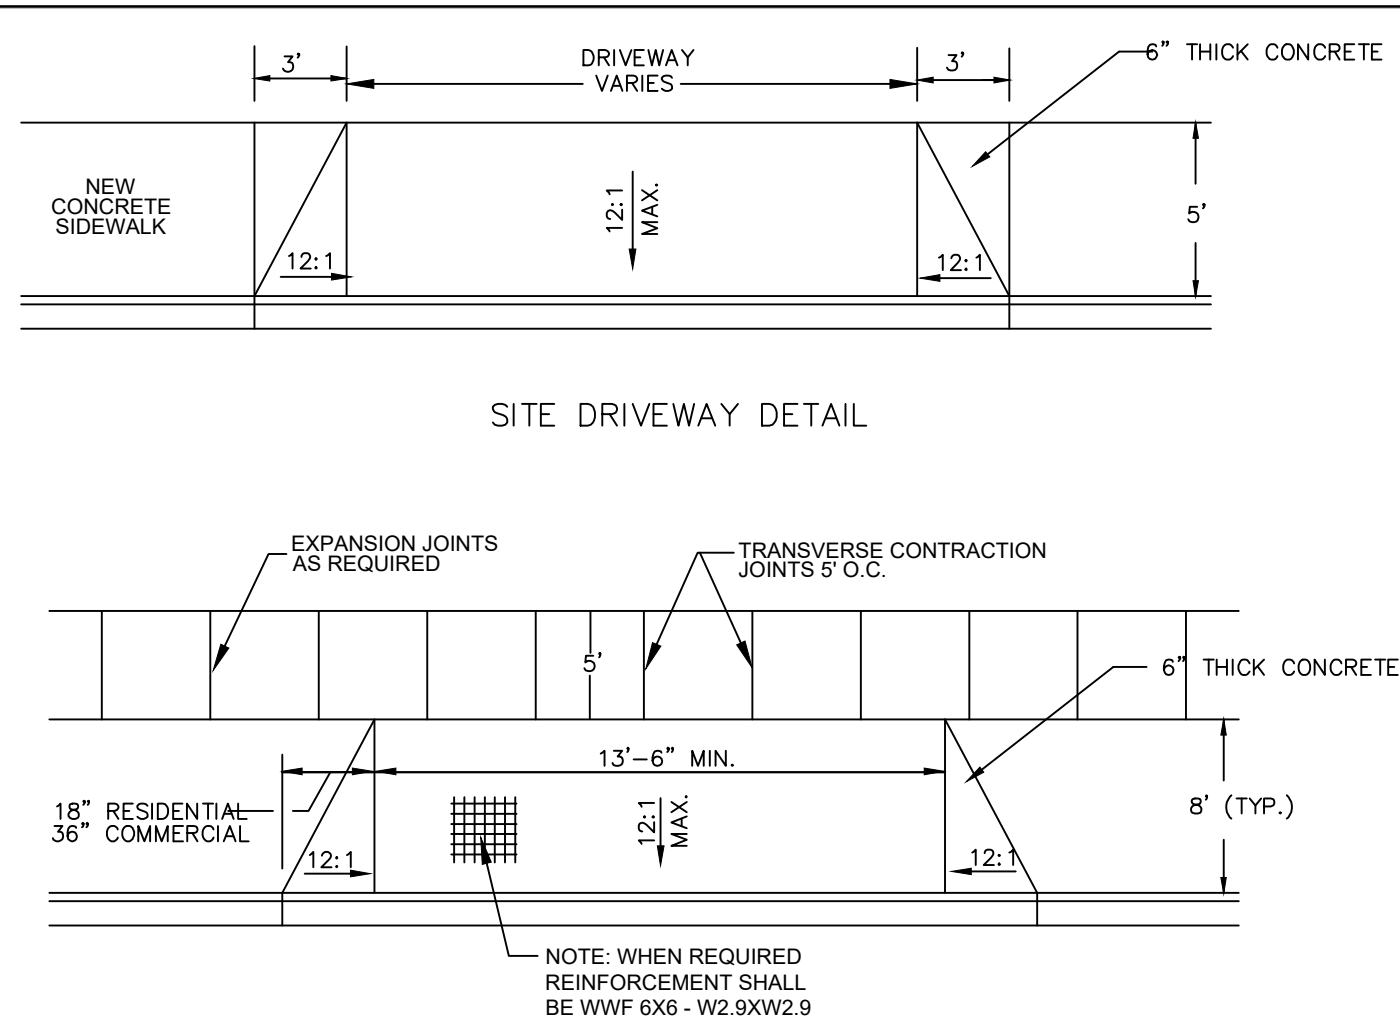 3’
DRIVEWAY
VARIES
3’
6” THICK CONCRETE
NEW
CONCRETE
SIDEWALK
12:1
MAX.
5’
12:1
12:1
SITE DRIVEWAY DETAIL
EXPANSION JOINTS
AS REQUIRED
TRANSVERSE CONTRACTION
JOINTS 5' O.C.
5’
6” THICK CONCRETE
13’–6” MIN.
18” RESIDENTIAL
36” COMMERCIAL
12:1
MAX.
8’ (TYP.)
12:1
12:1
NOTE: WHEN REQUIRED
REINFORCEMENT SHALL
BE WWF 6X6 - W2.9XW2.9